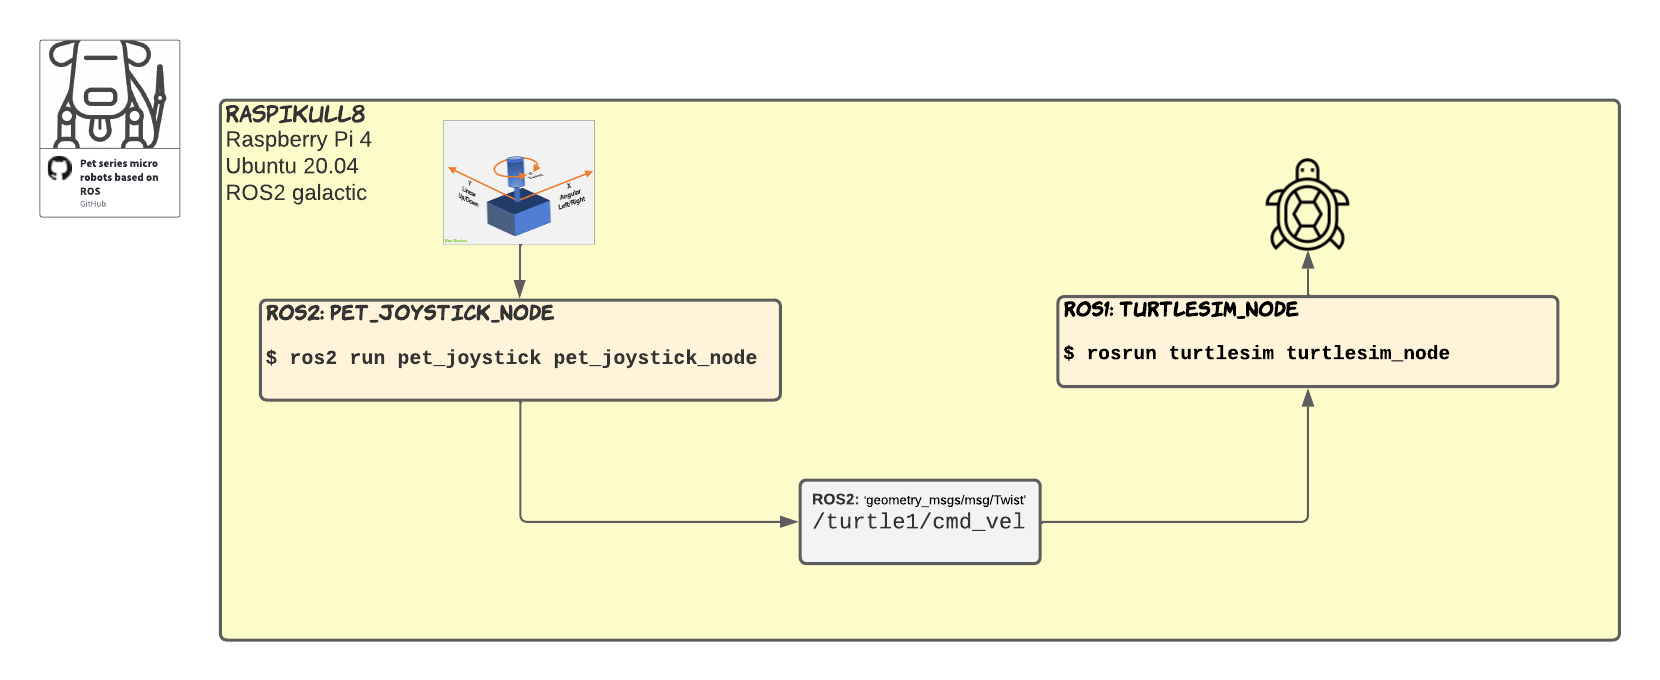 Pet series micro
robots based on
ROS
GitHub
RASPIKULL8
Raspberry Pi 4
Ubuntu 20.04
ROS2 galactic
Y
Linear
Up/Down
X
Angular
Left/Right
Pet Series
ROS2: PET_JOYSTICK_NODE
$ ros2 run pet_joystick pet_joystick_node
ROS1: TURTLESIM_NODE
$ rosrun turtlesim turtlesim_node
ROS2: 'geometry_msgs/msg/Twist'
/turtle1/cmd_vel